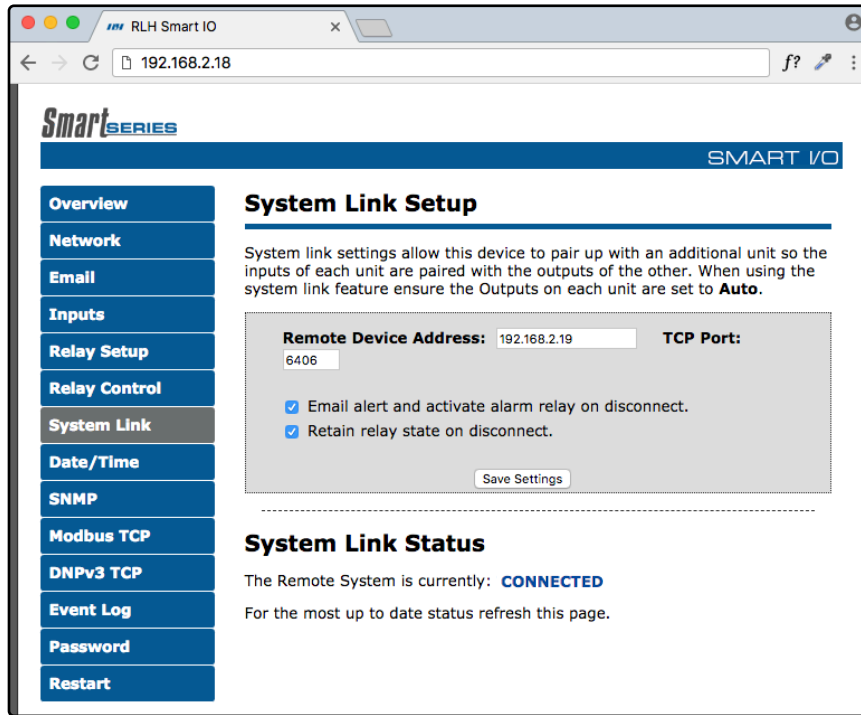 RLH Smart IO
192.168.2.18
f?
Smart SERIES
SMART I/O
Overview
Network
Email
Inputs
Relay Setup
Relay Control
System Link
Date/Time
SNMP
Modbus TCP
DNPv3 TCP
Event Log
Password
Restart
System Link Setup
System link settings allow this device to pair up with an additional unit so the
inputs of each unit are paired with the outputs of the other. When using the
system link feature ensure the Outputs on each unit are set to Auto.
Remote Device Address: 192.168.2.19 TCP Port:
6406
Email alert and activate alarm relay on disconnect.
Retain relay state on disconnect.
Save Settings
System Link Status
The Remote System is currently: CONNECTED
For the most up to date status refresh this page.